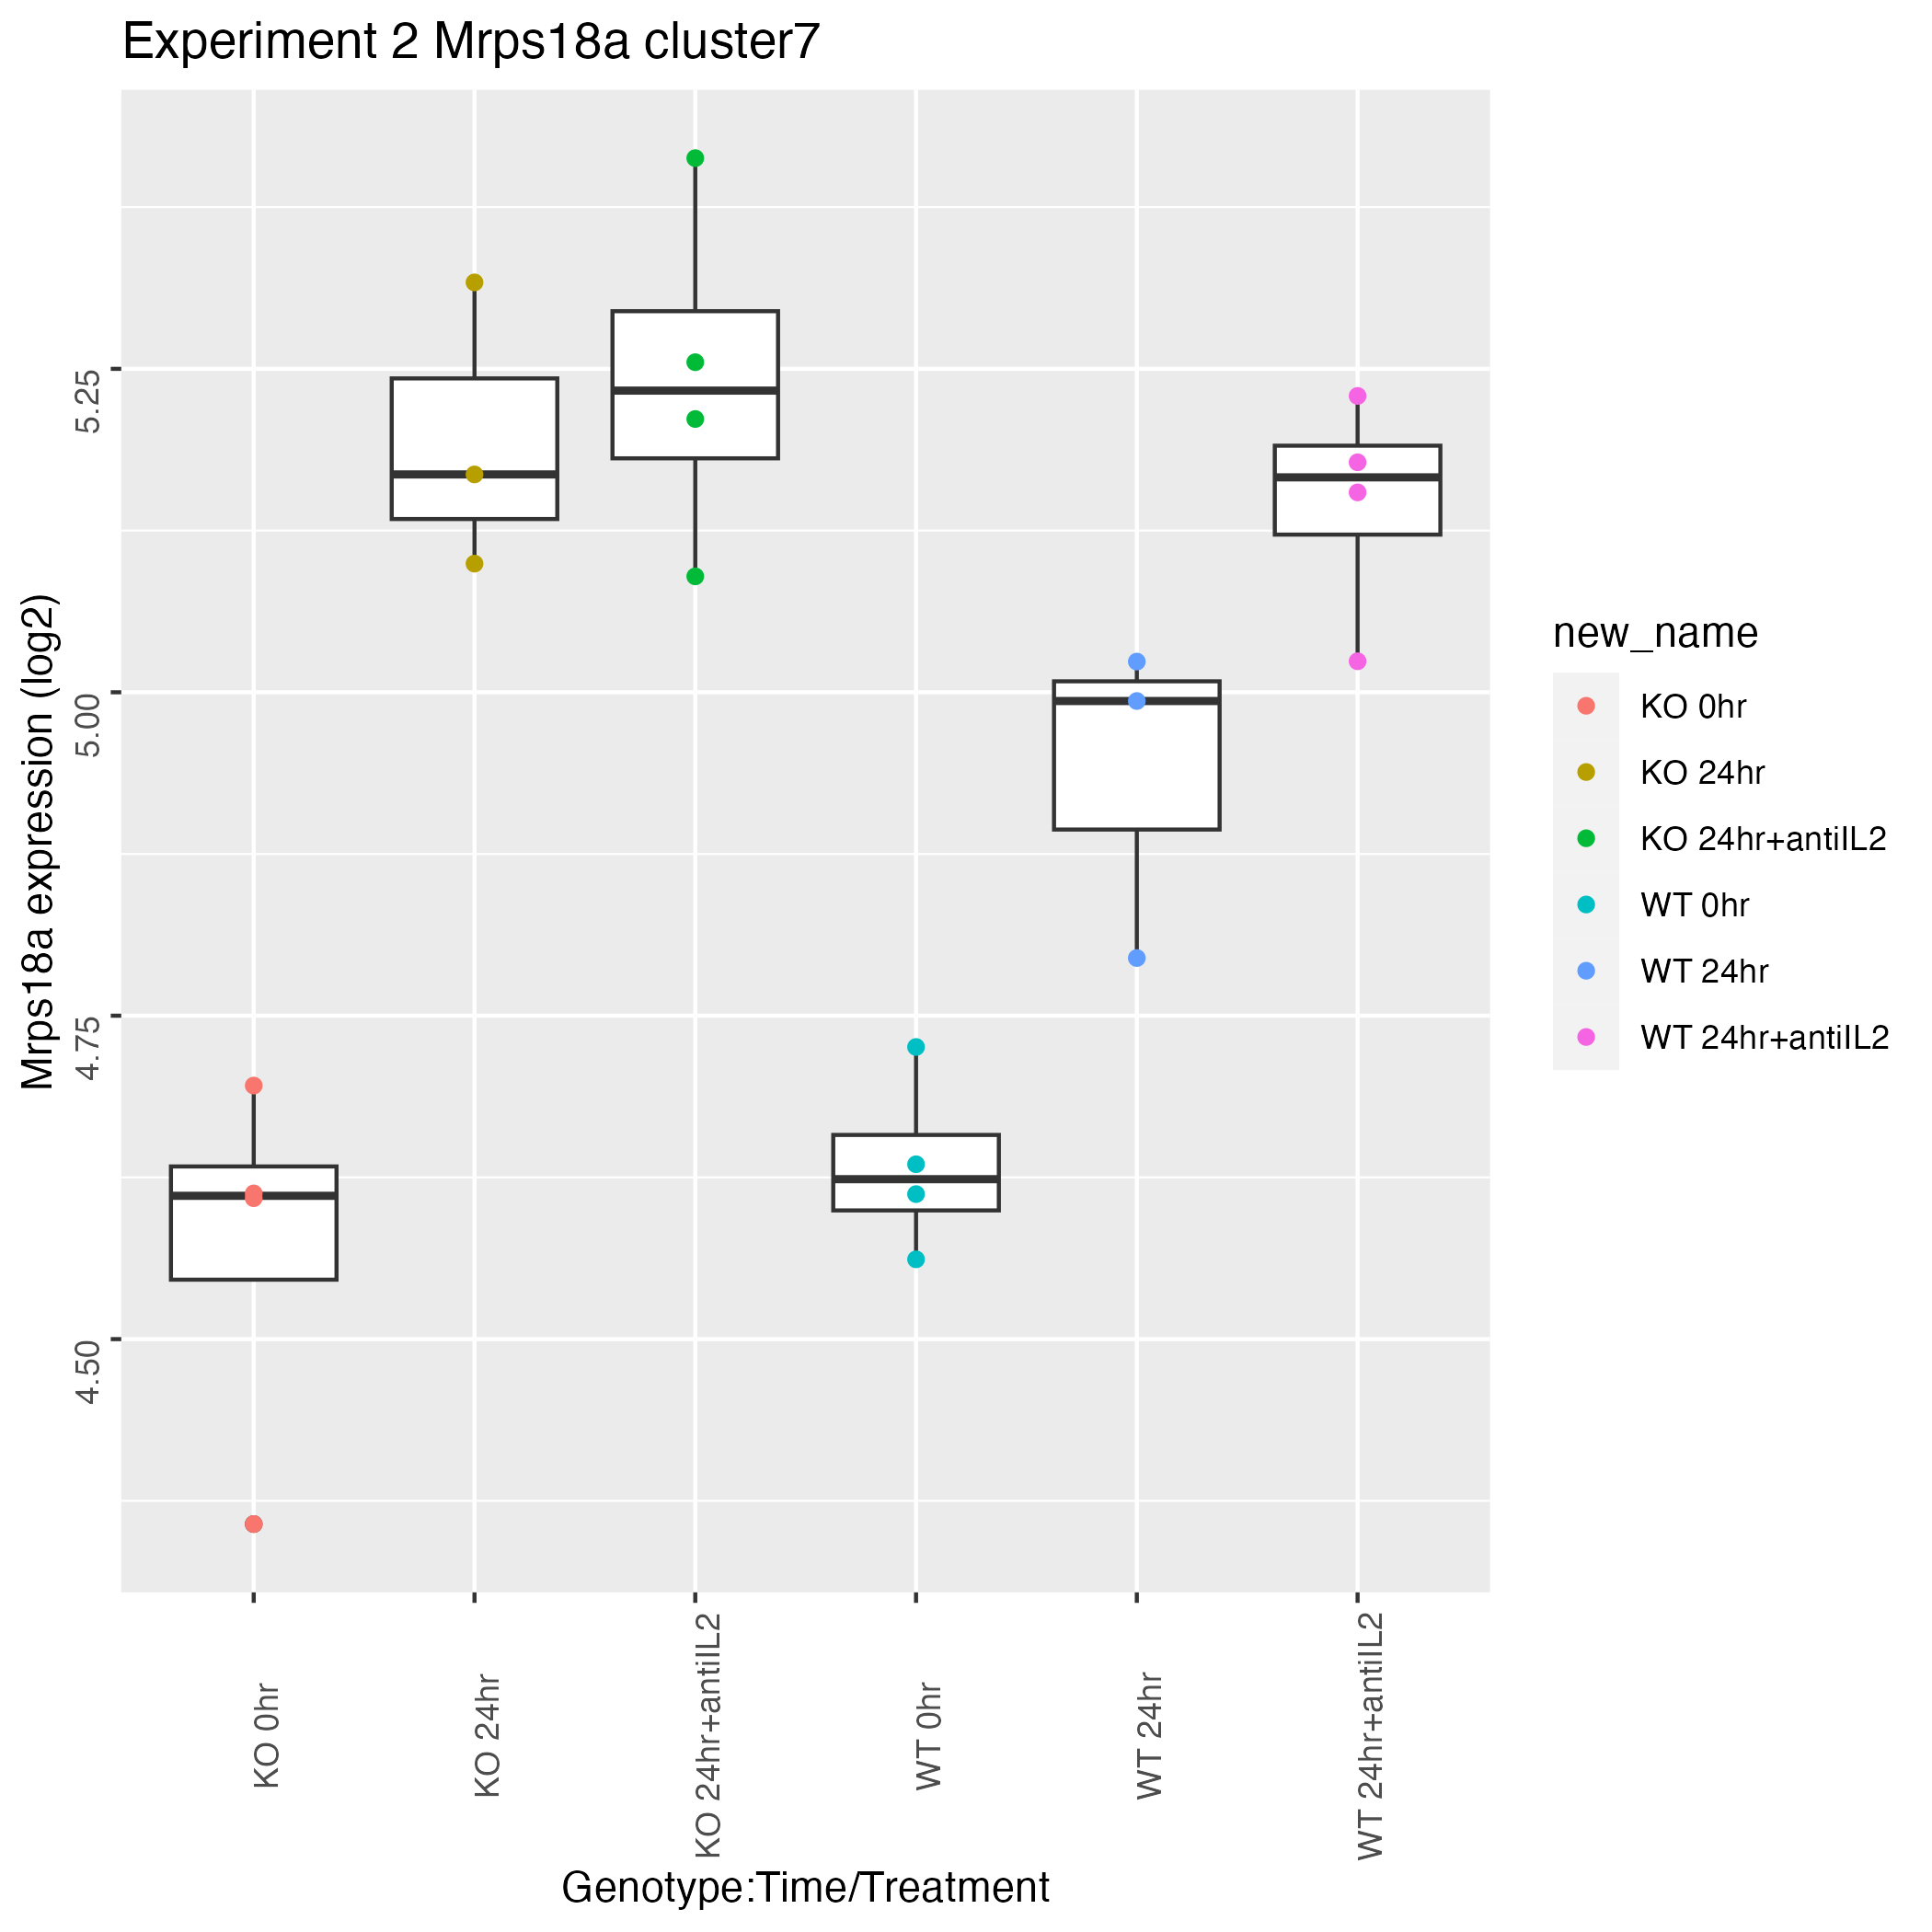 Experiment 2 Mrps18a cluster7
Mrps18a expression (log2)
5.25
5.00
4.75
4.50
KO 0hr
KO 24hr
KO 24hr+antiIL2
WT 0hr
WT 24hr
WT 24hr+antiIL2
Genotype:Time/Treatment
new_name
KO 0hr
KO 24hr
KO 24hr+antiIL2
WT 0hr
WT 24hr
WT 24hr+antiIL2